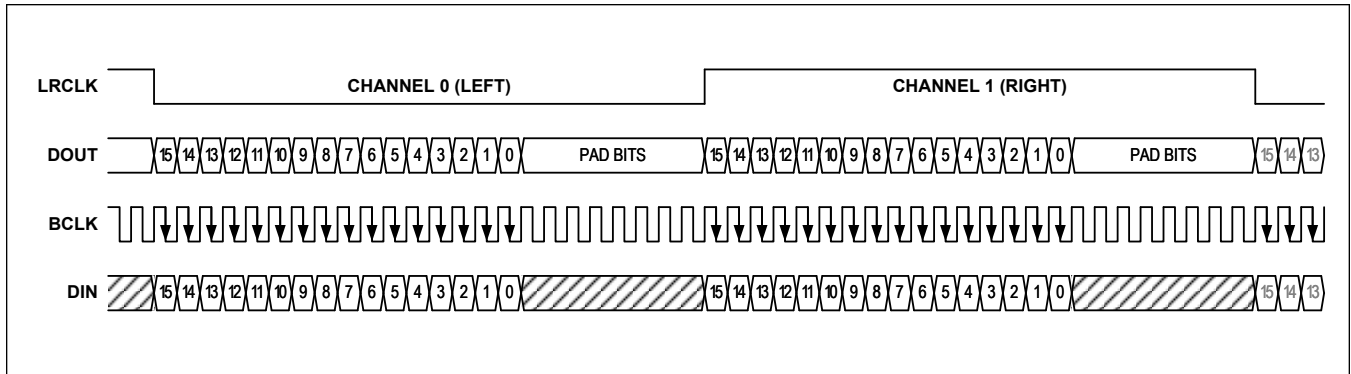 LRCLK CHANNEL 0 (LEFT) CHANNEL 1 (RIGHT)
DOUT 15 14 13 12 11 10 9 8 7 6 5 4 3 2 1 0 PAD BITS 15 14 13 12 11 10 9 8 7 6 5 4 3 2 1 0 PAD BITS 15 14 13
BCLK
DIN 15 14 13 12 11 10 9 8 7 6 5 4 3 2 1 0 15 14 13 12 11 10 9 8 7 6 5 4 3 2 1 0 15 14 13